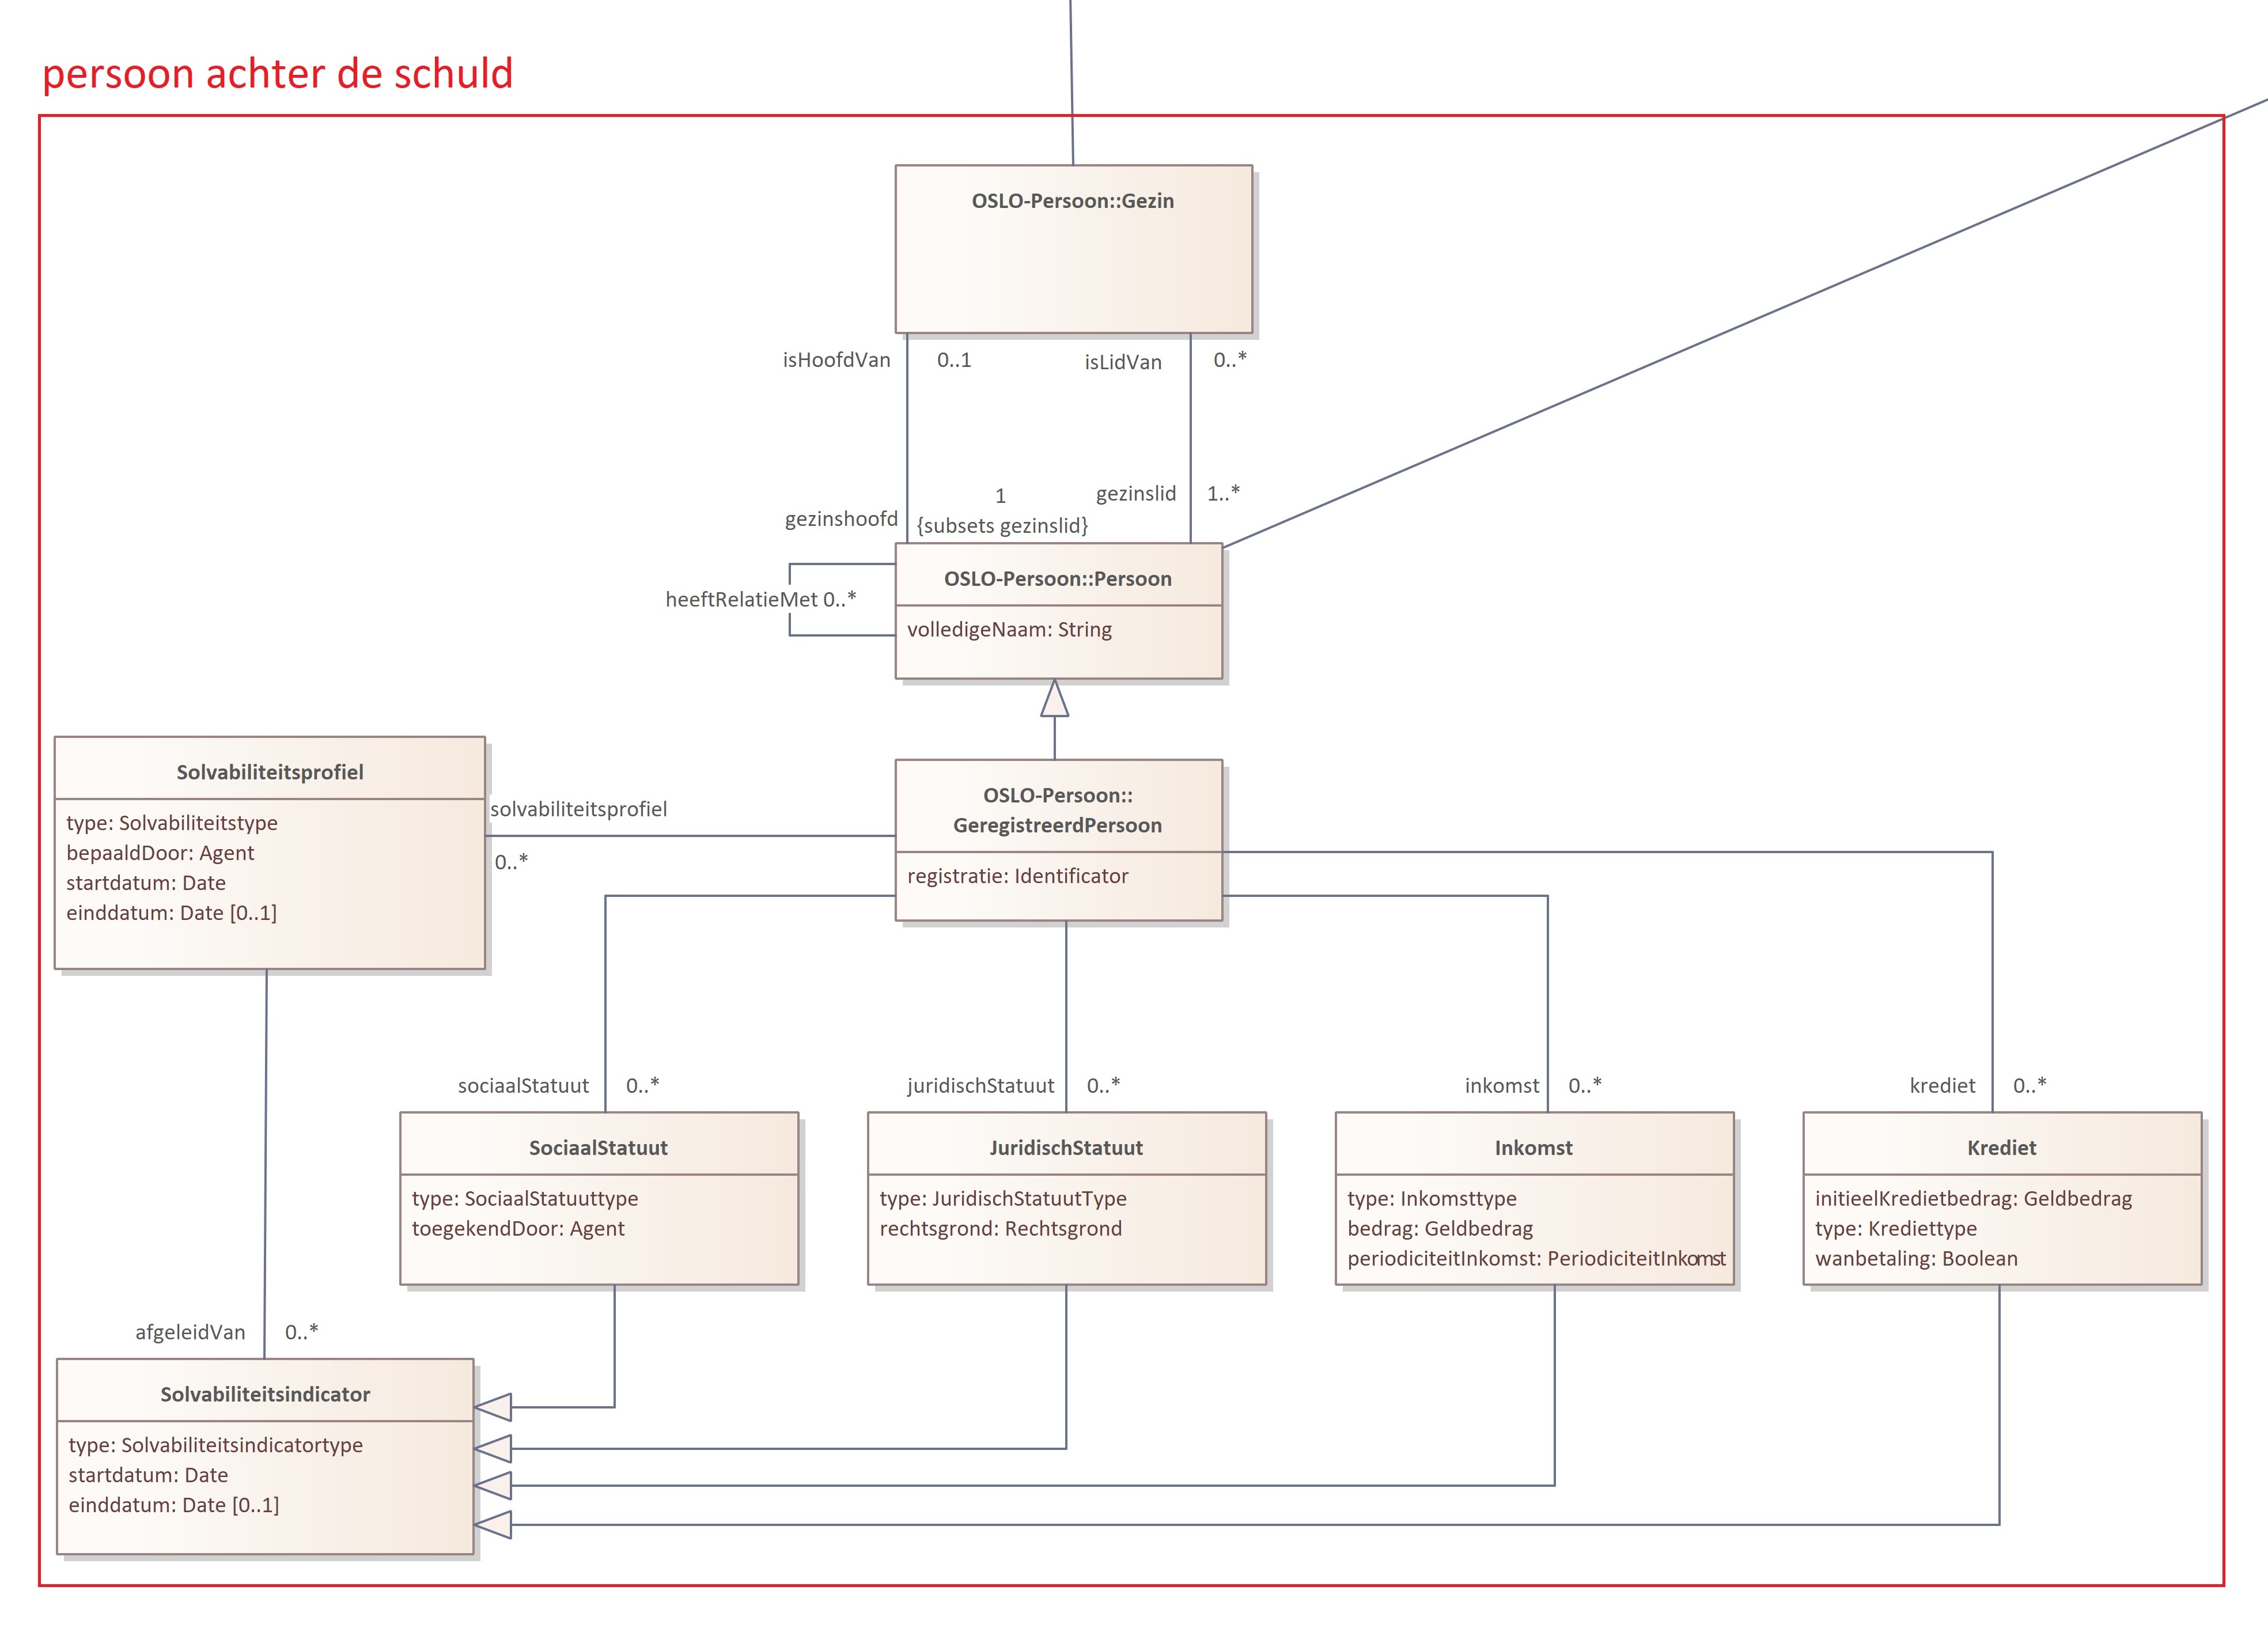 persoon achter de schuld
OSLO-Persoon::Gezin
isHoofdVan
0..1
isLidVan
0..*
1
gezinslid
1..*
gezinshoofd
{subsets gezinslid}
OSLO-Persoon::Persoon
heeftRelatieMet 0..*
volledigeNaam: String
Solvabiliteitsprofiel
type: Solvabiliteitstype
bepaaldDoor: Agent
startdatum: Date
einddatum: Date [0..1]
solvabiliteitsprofiel
0..*
OSLO-Persoon::
GeregistreerdPersoon
registratie: Identificator
sociaalStatuut
0..*
juridischStatuut
0..*
inkomst
0..*
krediet
0..*
SociaalStatuut
type: SociaalStatuuttype
toegekendDoor: Agent
JuridischStatuut
type: JuridischStatuutType
rechtsgrond: Rechtsgrond
Inkomst
type: Inkomsttype
bedrag: Geldbedrag
periodiciteitInkomst: PeriodiciteitInkomst
Krediet
initieelKredietbedrag: Geldbedrag
type: Krediettype
wanbetaling: Boolean
afgeleidVan
0..*
Solvabiliteitsindicator
type: Solvabiliteitsindicatortype
startdatum: Date
einddatum: Date [0..1]